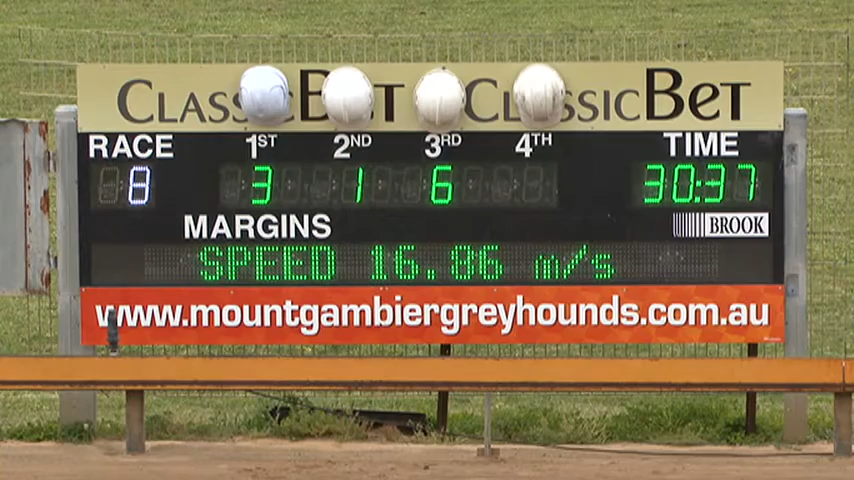 CLASSICBET CLASSICBET
RACE 1ST 2ND 3RD 4TH TIME
8 3 1 6 30:37
MARGINS BROOK
SPEED 16.86 m/s
www.mountgambiergreyhounds.com.au